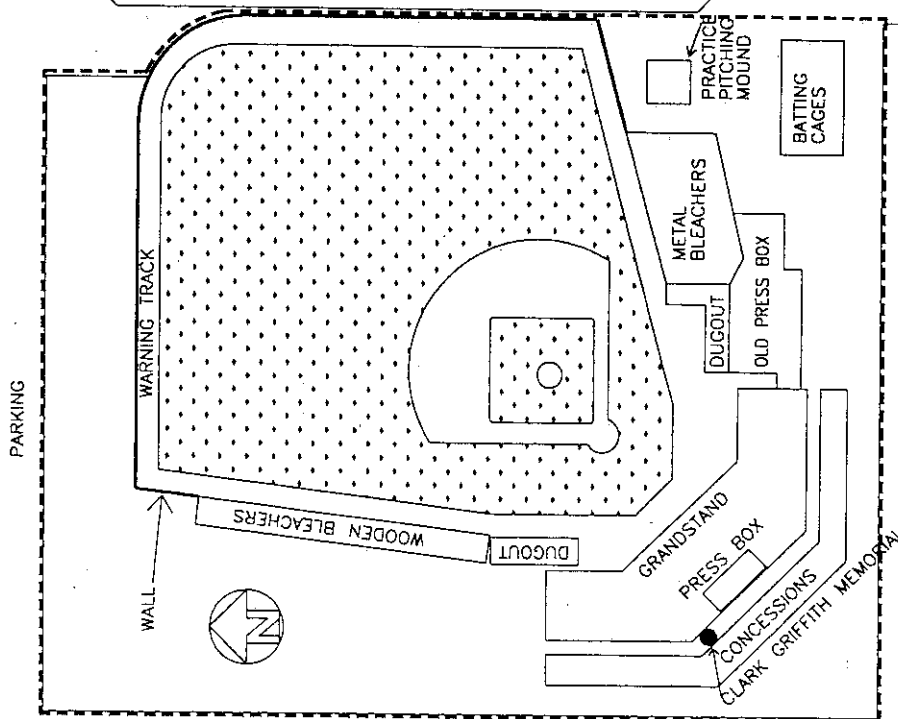 PRACTICE
PITCHING
MOUND
BATTING
CAGES
METAL
BLEACHERS
WARNING TRACK
PARKING
DUGOUT
OLD PRESS BOX
WALL
WOODEN BLEACHERS
DUGOUT
GRANDSTAND
PRESS BOX
CONCESSIONS
CLARK GRIFFITH MEMORIAL
N